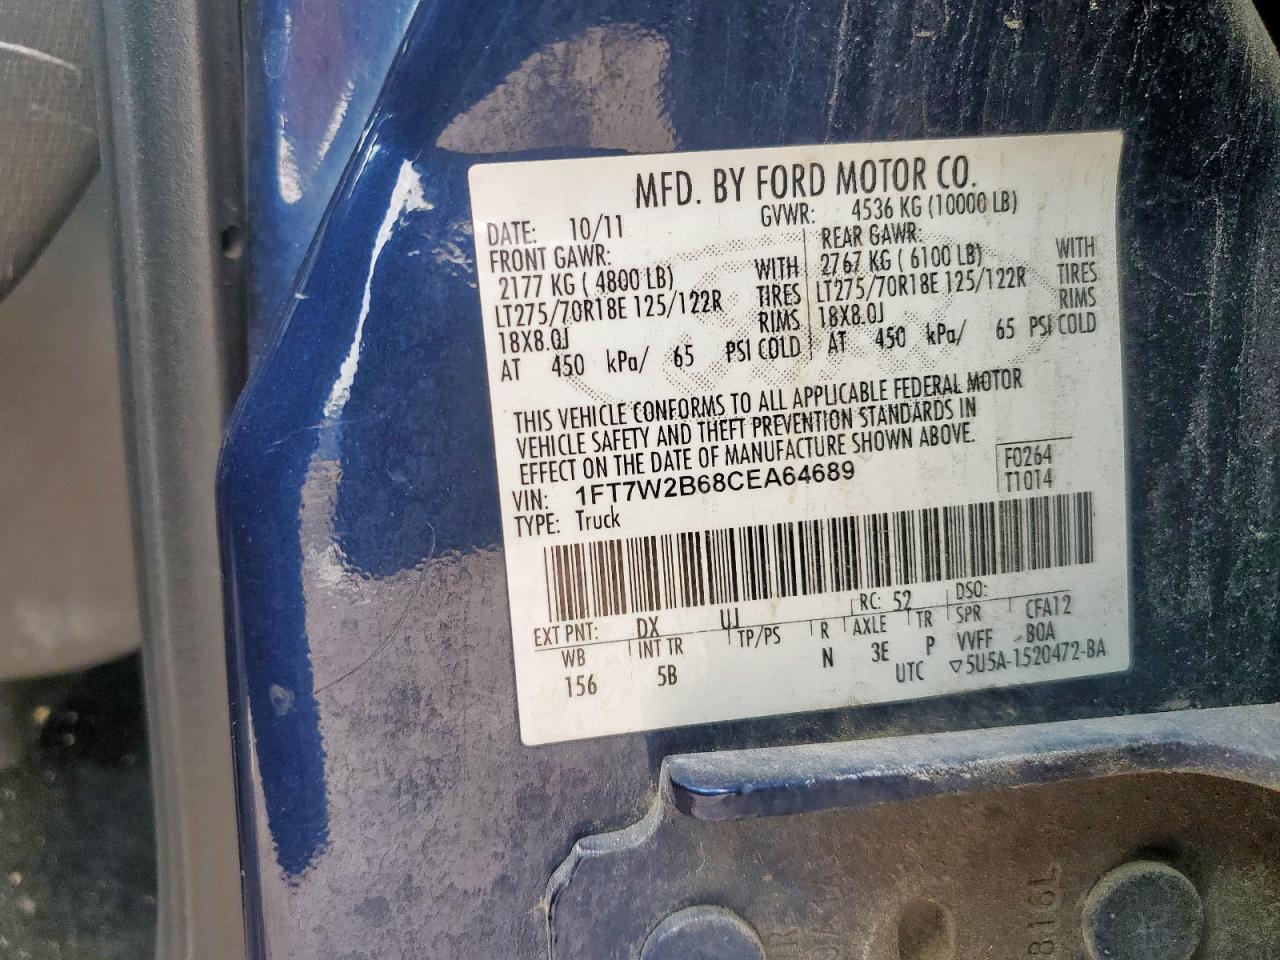 MFD. BY FORD MOTOR CO.
DATE: 10/11 GVWR: 4536 KG (10000 LB)
FRONT GAWR: REAR GAWR:
2177 KG ( 4800 LB) WITH 2767 KG ( 6100 LB) WITH
LT275/70R18E 125/122R TIRES LT275/70R18E 125/122R TIRES
18X8.0J RIMS 18X8.0J RIMS
AT 450 kPa/ 65 PSI COLD AT 450 kPa/ 65 PSI COLD
THIS VEHICLE CONFORMS TO ALL APPLICABLE FEDERAL MOTOR
VEHICLE SAFETY AND THEFT PREVENTION STANDARDS IN
EFFECT ON THE DATE OF MANUFACTURE SHOWN ABOVE.
VIN: 1FT7W2B68CEA64689 F0264
TYPE: Truck T1014
EXT PNT: DX UJ RC: 52 DSO:
WB INT TR TP/PS R AXLE TR SPR CFA12
156 5B N 3E P VVFF BOA
UTC ▽5U5A-1520472-BA
816L